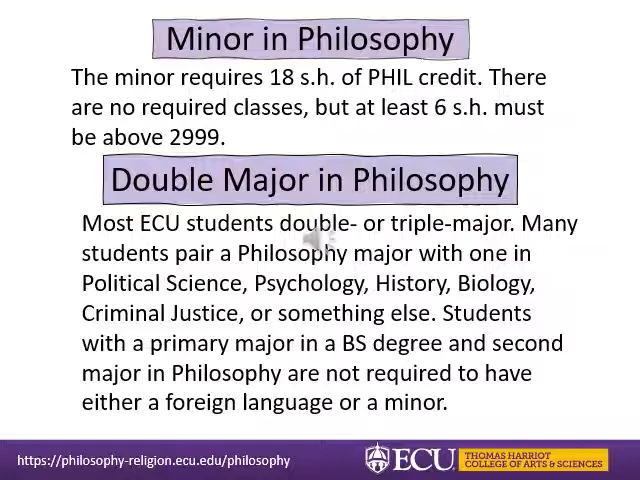 Minor in Philosophy
The minor requires 18 s.h. of PHIL credit. There
are no required classes, but at least 6 s.h. must
be above 2999.
Double Major in Philosophy
Most ECU students double- or triple-major. Many
students pair a Philosophy major with one in
Political Science, Psychology, History, Biology,
Criminal Justice, or something else. Students
with a primary major in a BS degree and second
major in Philosophy are not required to have
either a foreign language or a minor.
https://philosophy-religion.ecu.edu/philosophy
ECU
THOMAS HARRIOT
COLLEGE OF ARTS & SCIENCES